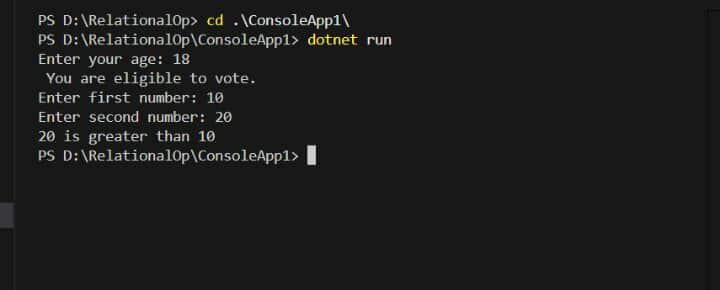 PS D:\RelationalOp> cd .\ConsoleApp1\
PS D:\RelationalOp\ConsoleApp1> dotnet run
Enter your age: 18
 You are eligible to vote.
Enter first number: 10
Enter second number: 20
20 is greater than 10
PS D:\RelationalOp\ConsoleApp1>